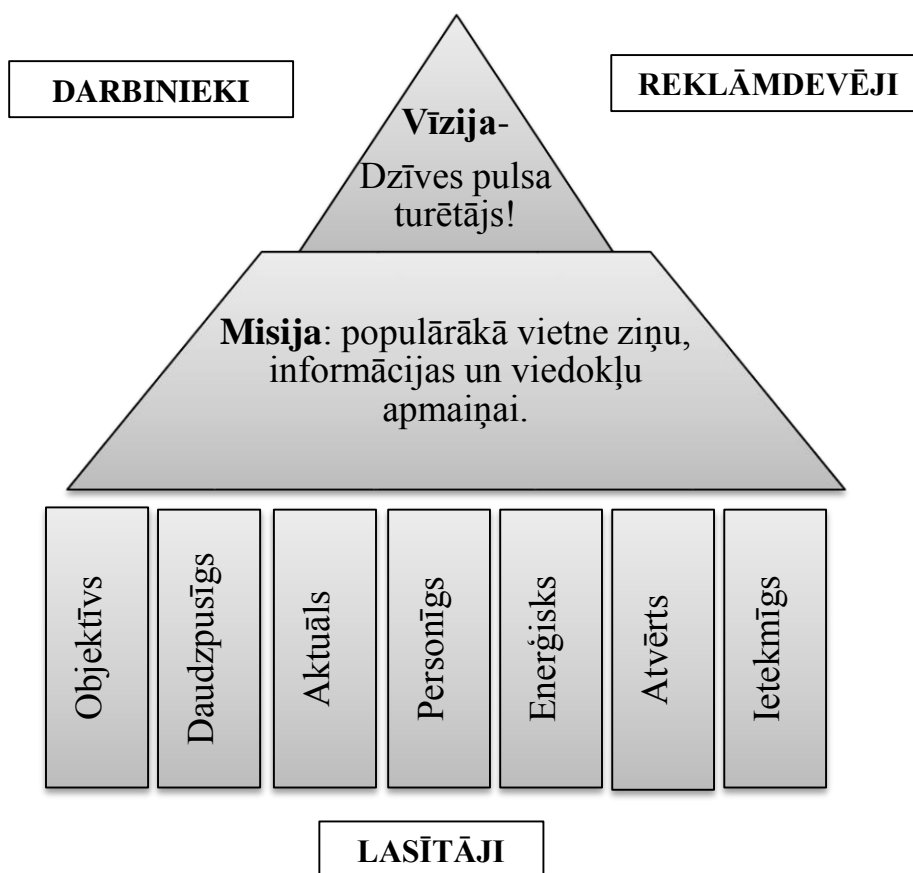 DARBINIEKI
REKLĀMDEVĒJI
Vīzija-
Dzīves pulsa
turētājs!
Misija: populārākā vietne ziņu,
informācijas un viedokļu
apmaiņai.
Objektīvs
Daudzpusīgs
Aktuāls
Personīgs
Enerģisks
Atvērts
Ietekmīgs
LASĪTĀJI